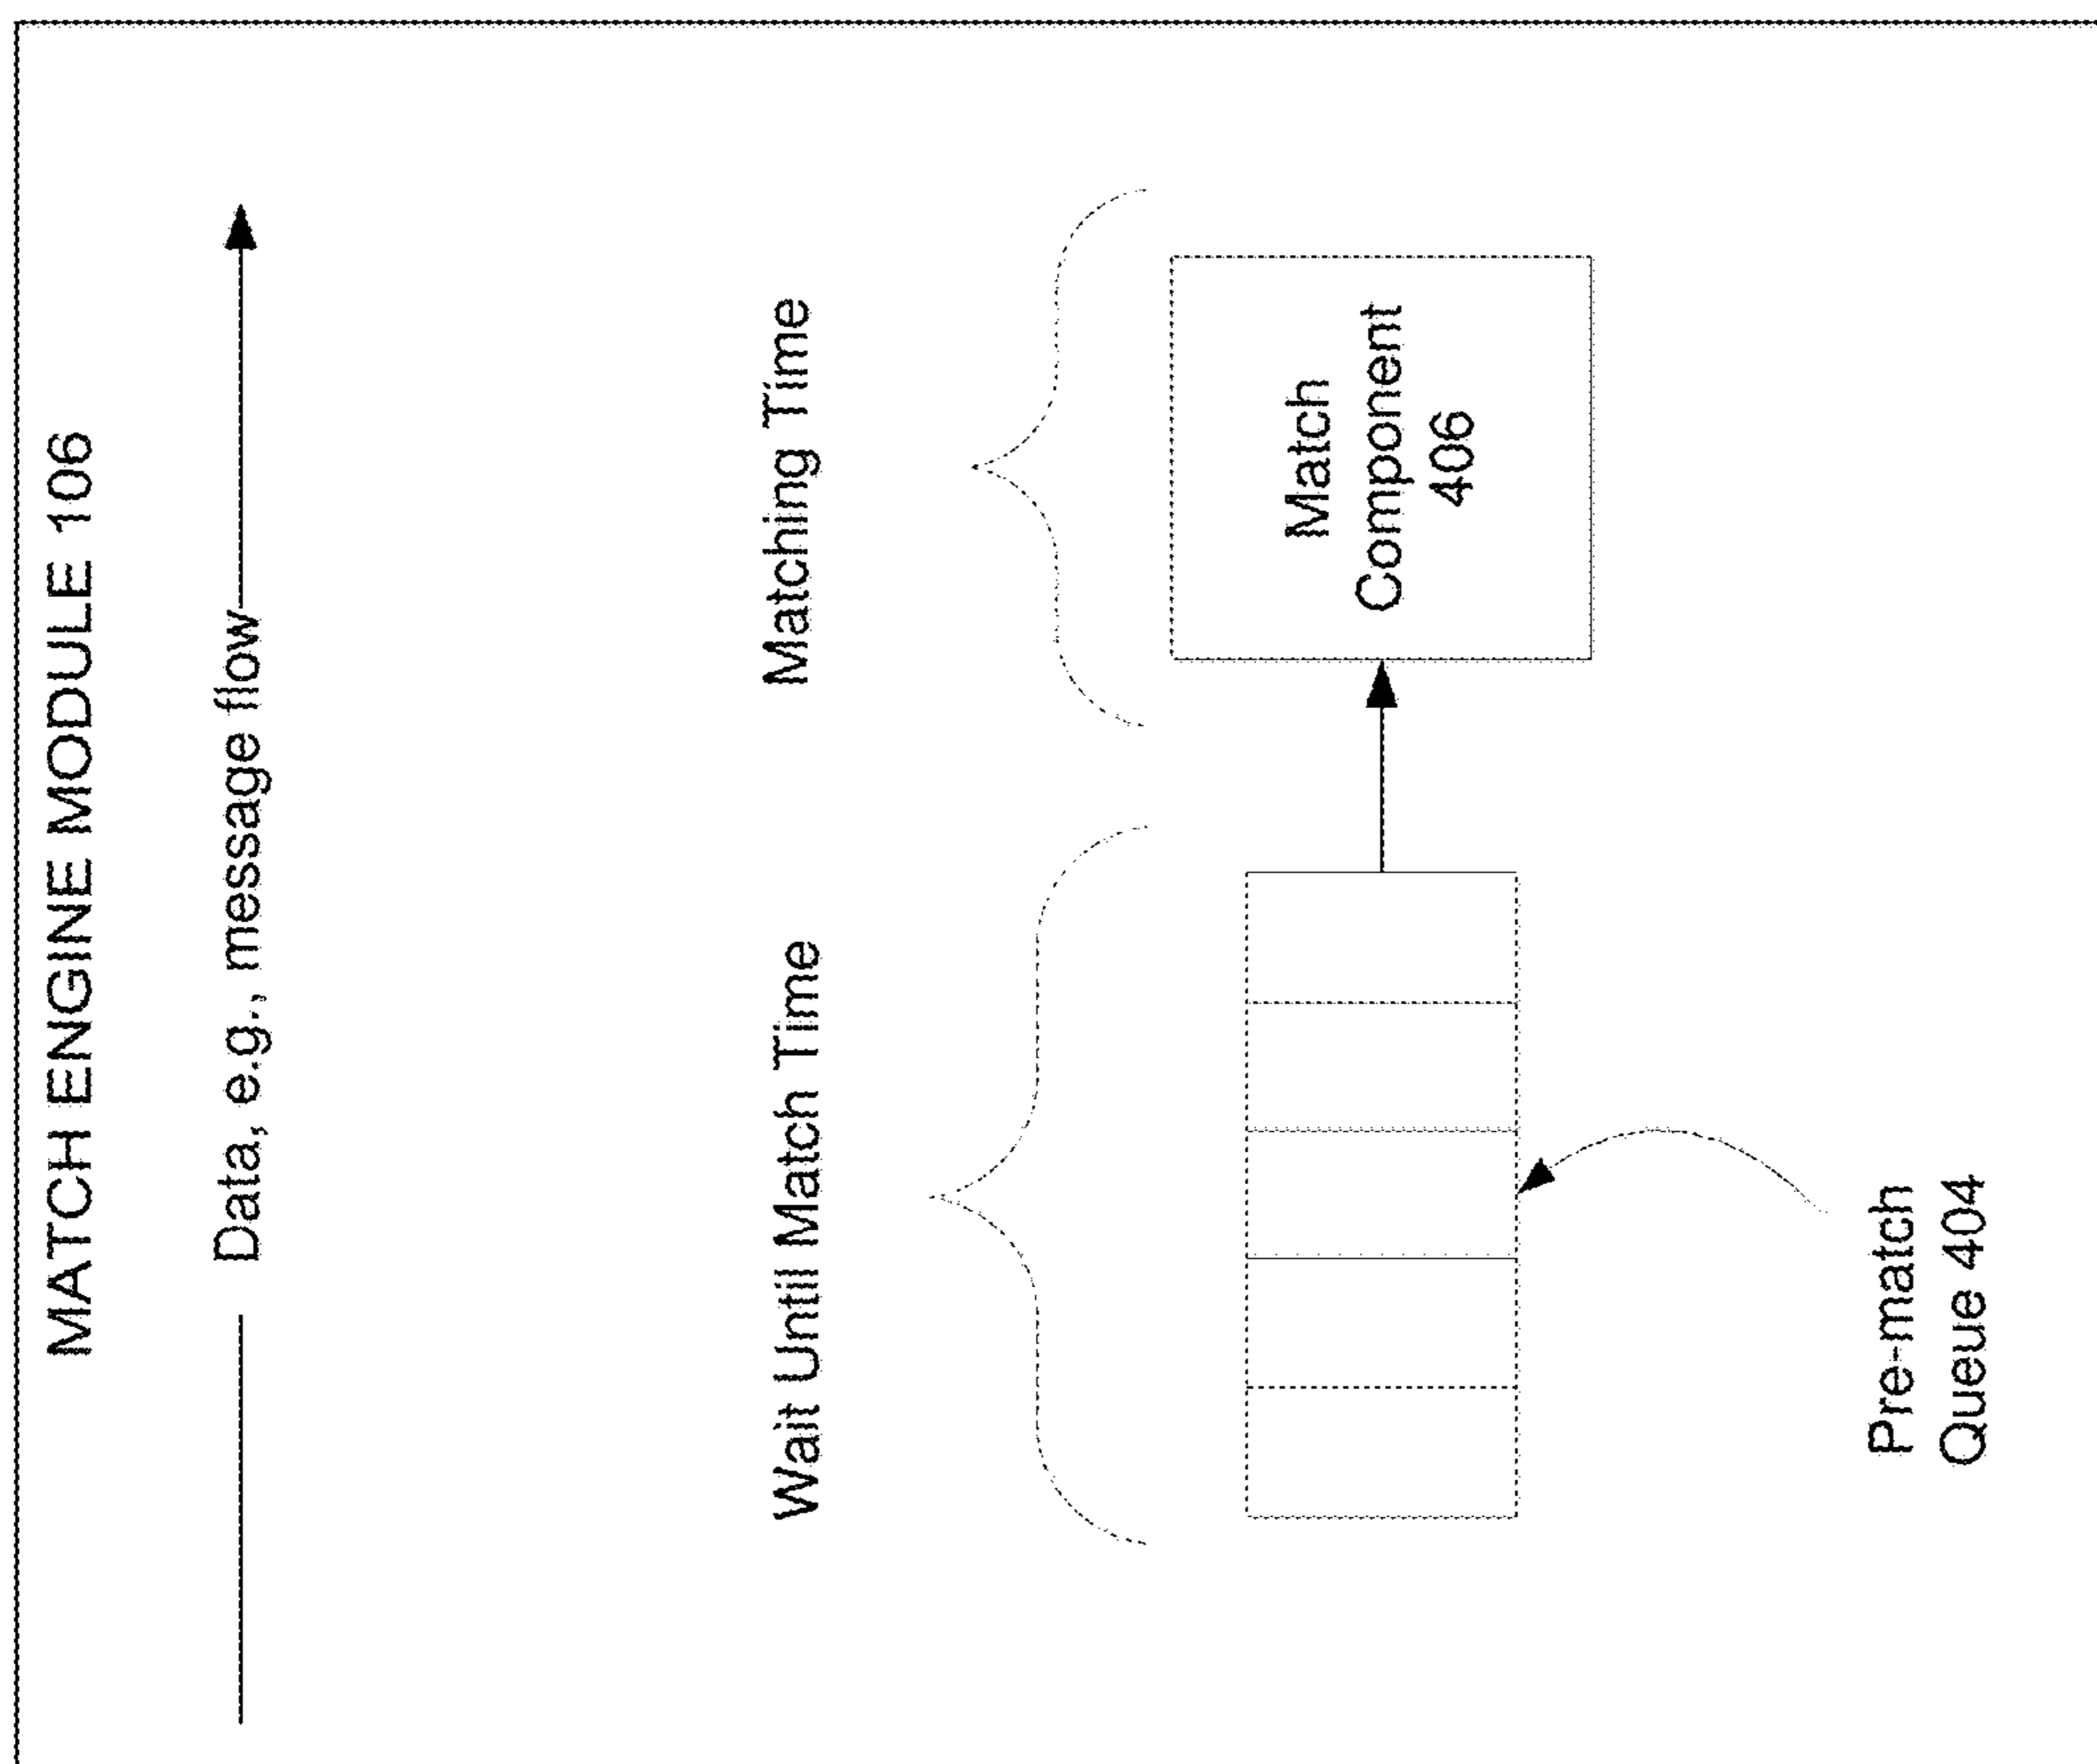 MATCH ENGINE MODULE 106
Data, e.g., message flow
Wait Until Match Time
Matching Time
Match
Component
406
Pre-match
Queue 404